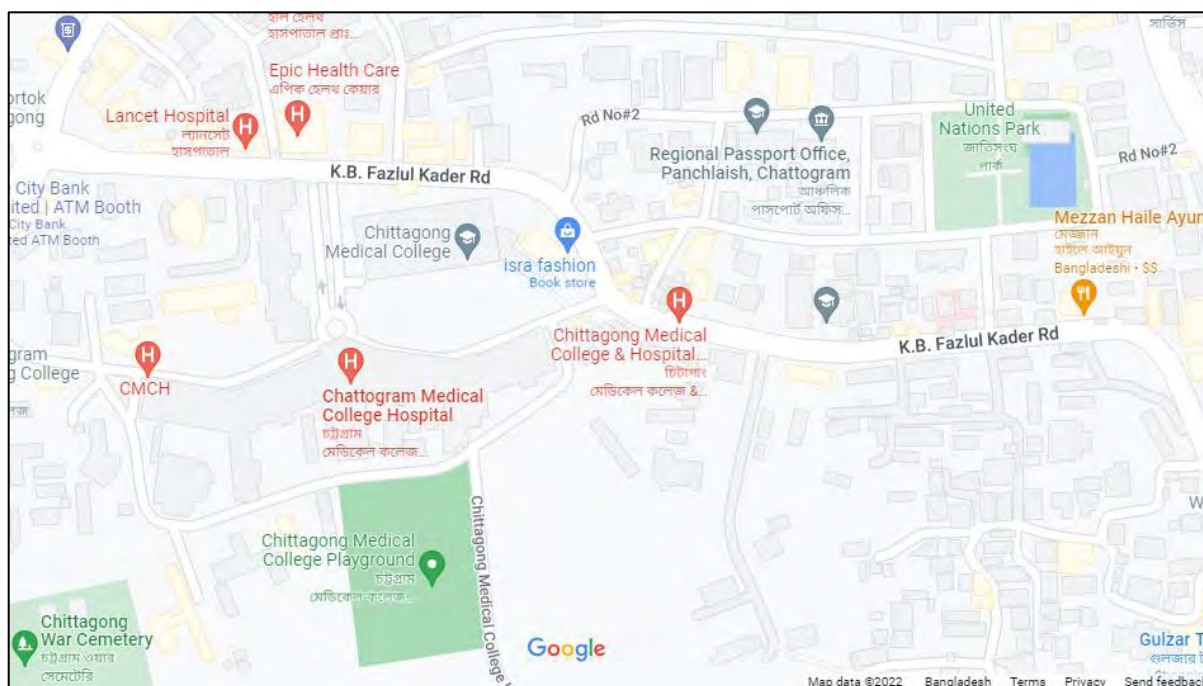 হাসপাতাল প্রাঃ...
Epic Health Care
এপিক হেলথ কেয়ার
Lancet Hospital
ল্যানসেট
হাসপাতাল
K.B. Fazlul Kader Rd
City Bank
ATM Booth
City Bank
ATM Booth
Chittagong
Medical College
isra fashion
Book store
Rd No#2
Regional Passport Office,
Panchlaish, Chattogram
আঞ্চলিক
পাসপোর্ট অফিস...
United
Nations Park
জাতিসংঘ
পার্ক
Rd No#2
সার্ভিস
Mezzan Haile Ayun
মেজ্জান
হাইলে আইয়ুন
Bangladeshi • $$
K.B. Fazlul Kader Rd
College
CMCH
Chattogram Medical
College Hospital
চট্টগ্রাম
মেডিকেল কলেজ...
Chittagong Medical
College & Hospital...
চিটাগাং
মেডিকেল কলেজ &...
Chittagong Medical
College Playground
চট্টগ্রাম
মেডিকেল কলেজ...
Chittagong Medical College
Chittagong
War Cemetery
চট্টগ্রাম ওয়ার
সেমেটেরি
Google
Gulzar
গুলজার
Map data ©2022 Bangladesh Terms Privacy Send feedback